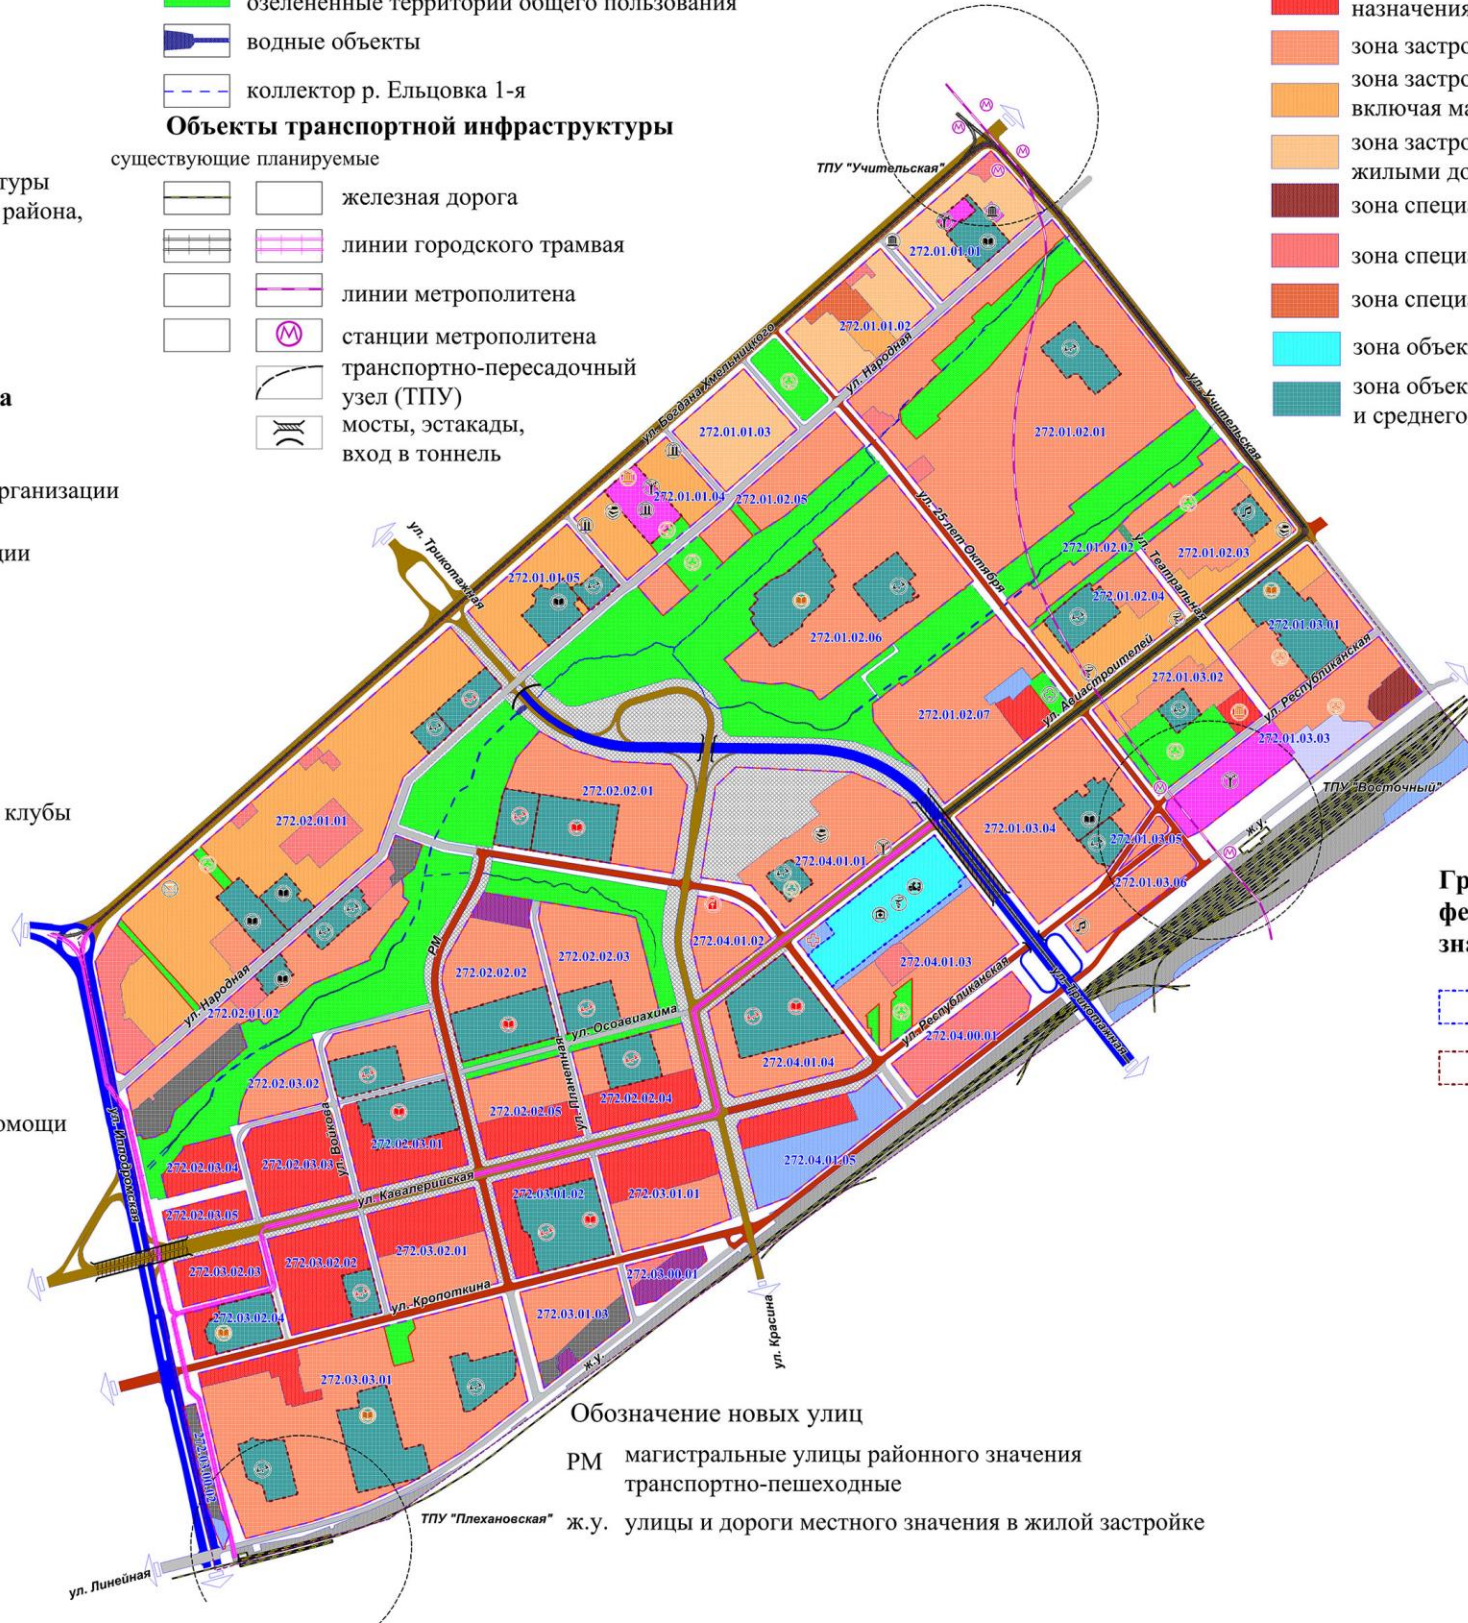 озелененные территории общего пользования
водные объекты
коллектор р. Ельцовка 1-я
Объекты транспортной инфраструктуры
существующие планируемые
железная дорога
линии городского трамвая
линии метрополитена
станции метрополитена
транспортно-пересадочный
узел (ТПУ)
мосты, эстакады,
вход в тоннель
туры
района,
а
рганизации
ции
клубы
омощи
назначения
зона застро
зона застро
включая ма
зона застро
жилыми до
зона специа
зона специа
зона специа
зона объек
зона объек
и среднего
Гр
фе
зна
ТПУ "Учительская"
272.01.01.01
272.01.01.02
ул. Богдана Хмельницкого
ул. Народная
ул. Учительская
272.01.01.03
272.01.02.01
272.01.01.04
272.01.02.05
ул. 25 лет Октября
ул. Трикотажная
272.01.01.05
272.01.02.02
ул. Театральная
272.01.02.03
272.01.02.04
272.01.02.06
272.01.03.01
ул. Авиастроителей
ул. Республиканская
272.01.03.02
272.01.02.07
272.01.03.03
ТПУ "Восточный"
272.02.02.01
272.02.01.01
272.01.03.04
272.01.03.05
ж.у.
272.01.03.06
272.04.01.01
РМ
272.04.01.02
272.02.02.03
272.02.02.02
272.04.01.03
ул. Народная
272.02.01.02
ул. Осоавиахима
ул. Республиканская
ул. Трикотажная
272.04.00.01
272.04.01.04
272.02.03.02
ул. Планетная
272.02.02.04
272.02.02.05
ул. Ипподромская
ул. Войкова
272.02.03.01
272.02.03.03
272.02.03.04
272.04.01.05
ул. Кавалерийская
272.03.01.02
272.03.01.01
272.02.03.05
272.03.02.01
272.03.02.02
272.03.02.03
272.03.00.01
ул. Кропоткина
272.03.01.03
272.03.02.04
ул. Красина
ж.у.
272.03.03.01
272.03.00.02
Обозначение новых улиц
РМ магистральные улицы районного значения
транспортно-пешеходные
ТПУ "Плехановская"
ж.у. улицы и дороги местного значения в жилой застройке
ул. Линейная